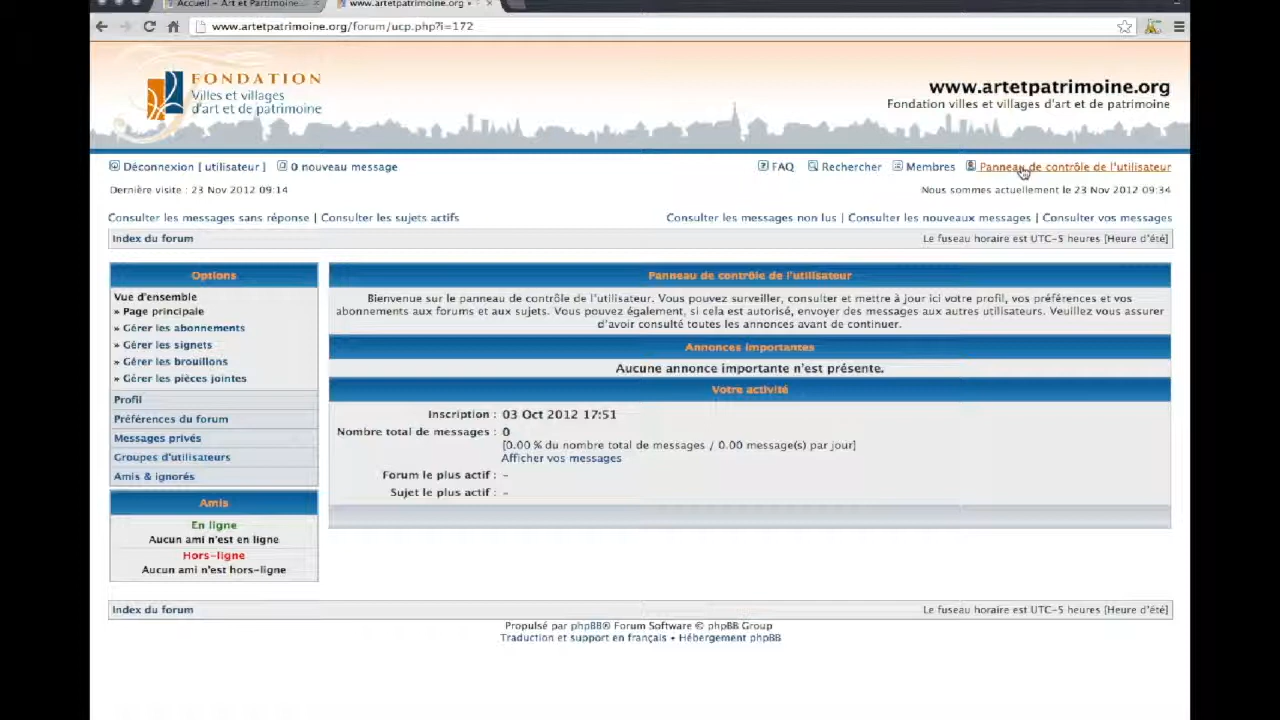 Accueil – Art et Partimoine...
www.artetpatrimoine.org •
www.artetpatrimoine.org/forum/ucp.php?i=172
FONDATION
Villes et villages
d'art et de patrimoine
www.artetpatrimoine.org
Fondation villes et villages d'art et de patrimoine
Déconnexion [ utilisateur ] 0 nouveau message FAQ Rechercher Membres Panneau de contrôle de l'utilisateur
Dernière visite : 23 Nov 2012 09:14 Nous sommes actuellement le 23 Nov 2012 09:34
Consulter les messages sans réponse | Consulter les sujets actifs Consulter les messages non lus | Consulter les nouveaux messages | Consulter vos messages
Index du forum Le fuseau horaire est UTC-5 heures [Heure d'été]
Options
Vue d'ensemble
» Page principale
» Gérer les abonnements
» Gérer les signets
» Gérer les brouillons
» Gérer les pièces jointes
Profil
Préférences du forum
Messages privés
Groupes d'utilisateurs
Amis & ignorés
Amis
En ligne
Aucun ami n'est en ligne
Hors-ligne
Aucun ami n'est hors-ligne
Panneau de contrôle de l'utilisateur
Bienvenue sur le panneau de contrôle de l'utilisateur. Vous pouvez surveiller, consulter et mettre à jour ici votre profil, vos préférences et vos
abonnements aux forums et aux sujets. Vous pouvez également, si cela est autorisé, envoyer des messages aux autres utilisateurs. Veuillez vous assurer
d'avoir consulté toutes les annonces avant de continuer.
Annonces importantes
Aucune annonce importante n'est présente.
Votre activité
Inscription : 03 Oct 2012 17:51
Nombre total de messages : 0
[0.00 % du nombre total de messages / 0.00 message(s) par jour]
Afficher vos messages
Forum le plus actif : -
Sujet le plus actif : -
Index du forum Le fuseau horaire est UTC-5 heures [Heure d'été]
Propulsé par phpBB® Forum Software © phpBB Group
Traduction et support en français • Hébergement phpBB